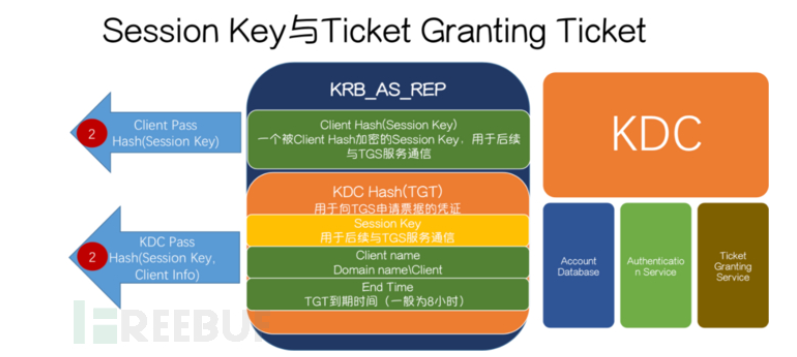 Session Key与Ticket Granting Ticket
KRB_AS_REP
2
Client Pass
Hash(Session Key)
Client Hash(Session Key)
一个被Client Hash加密的Session Key，用于后续
与TGS服务通信
KDC
2
KDC Pass
Hash(Session Key,
Client Info)
KDC Hash(TGT)
用于向TGS申请票据的凭证
Session Key
用于后续与TGS服务通信
Client name
Domain name\Client
End Time
TGT到期时间（一般为8小时）
Account
Database
Authenticatio
n Service
Ticket
Granting
Service
FREEBUF